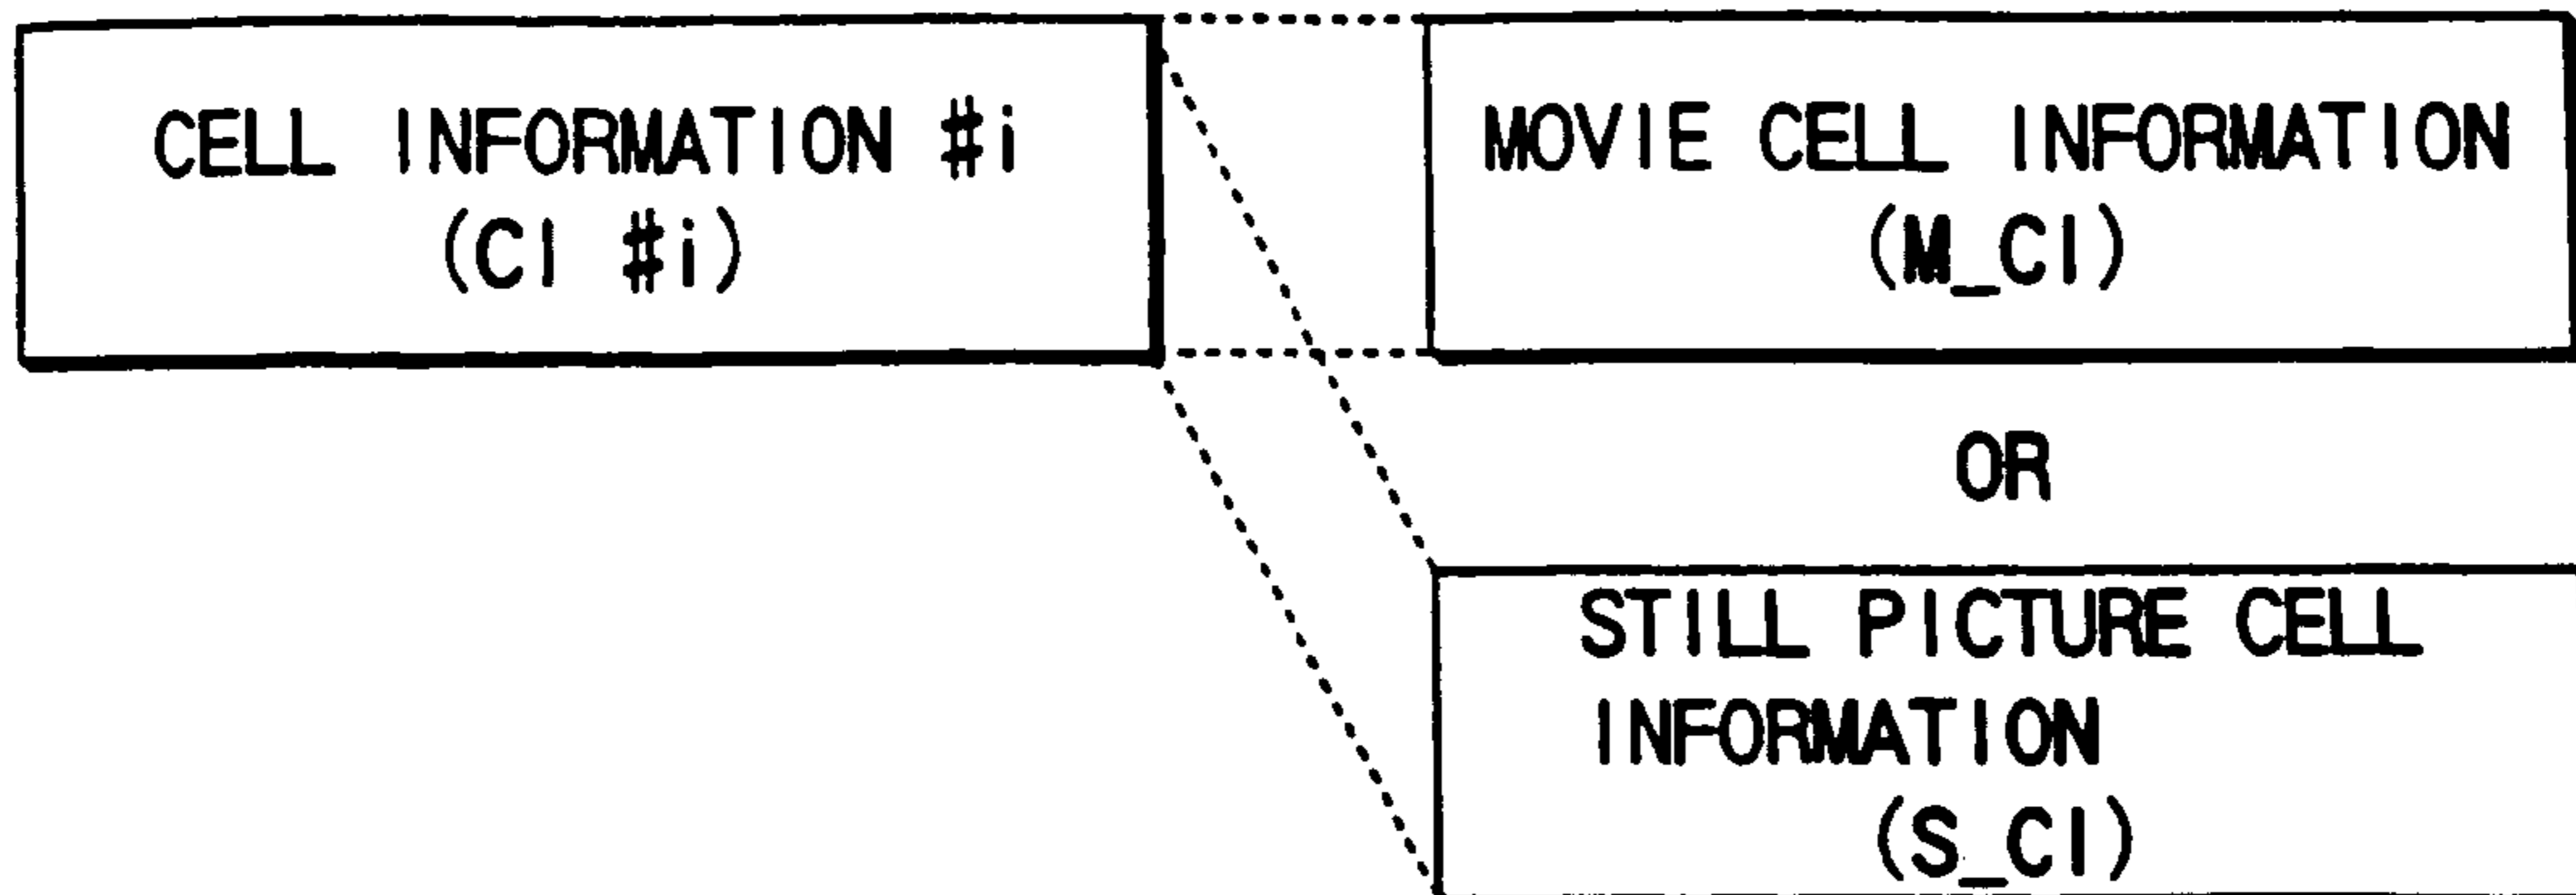 CELL INFORMATION #i
(CI #i)
MOVIE CELL INFORMATION
(M_CI)
OR
STILL PICTURE CELL
INFORMATION
(S_CI)